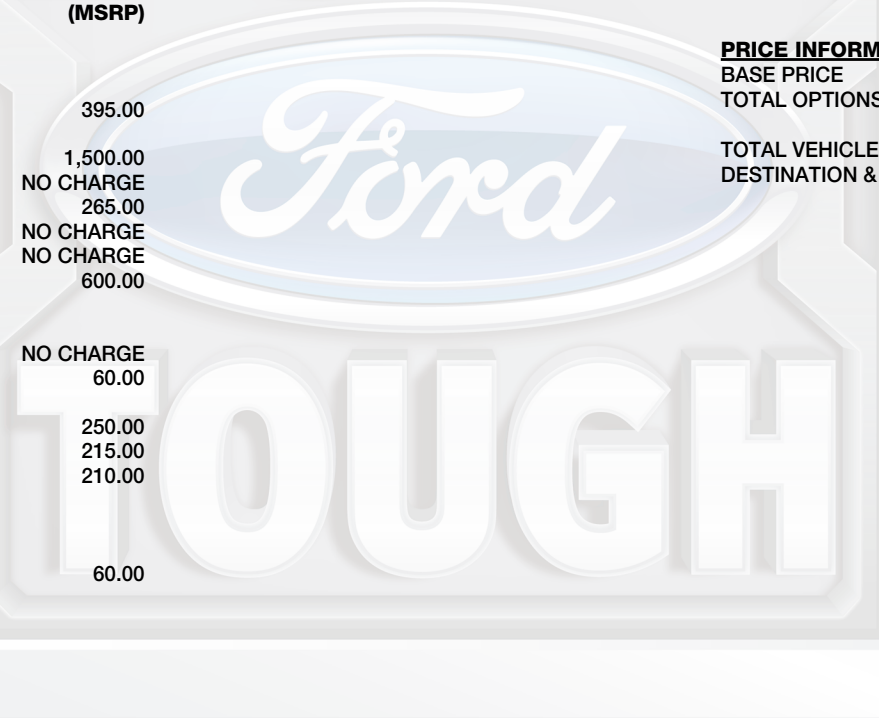 (MSRP)
395.00
1,500.00
NO CHARGE
265.00
NO CHARGE
NO CHARGE
600.00
NO CHARGE
60.00
250.00
215.00
210.00
60.00
PRICE INFORM
BASE PRICE
TOTAL OPTIONS
TOTAL VEHICLE
DESTINATION &
Ford
TOUGH